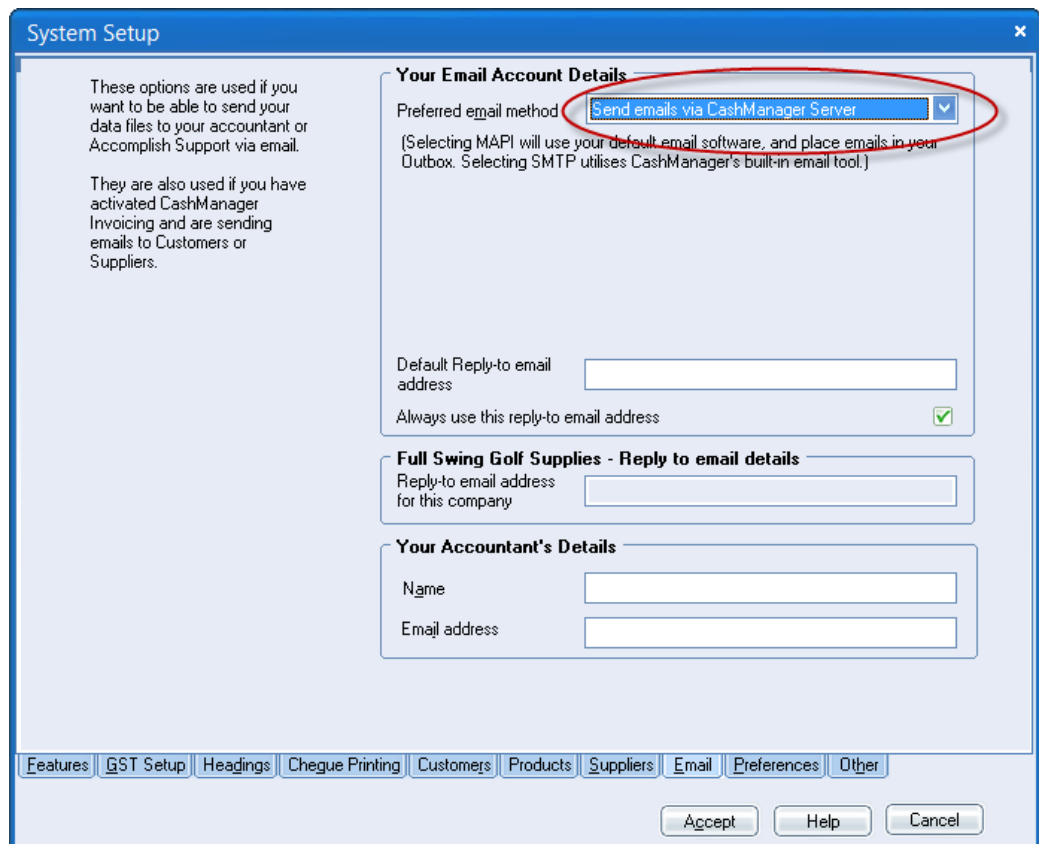 System Setup
These options are used if you
want to be able to send your
data files to your accountant or
Accomplish Support via email.
They are also used if you have
activated CashManager
Invoicing and are sending
emails to Customers or
Suppliers.
Your Email Account Details
Preferred email method
Send emails via CashManager Server
(Selecting MAPI will use your default email software, and place emails in your
Outbox. Selecting SMTP utilises CashManager's built-in email tool.)
Default Reply-to email
address
Always use this reply-to email address
Full Swing Golf Supplies - Reply to email details
Reply-to email address
for this company
Your Accountant's Details
Name
Email address
Features GST Setup Headings Cheque Printing Customers Products Suppliers Email Preferences Other
Accept Help Cancel